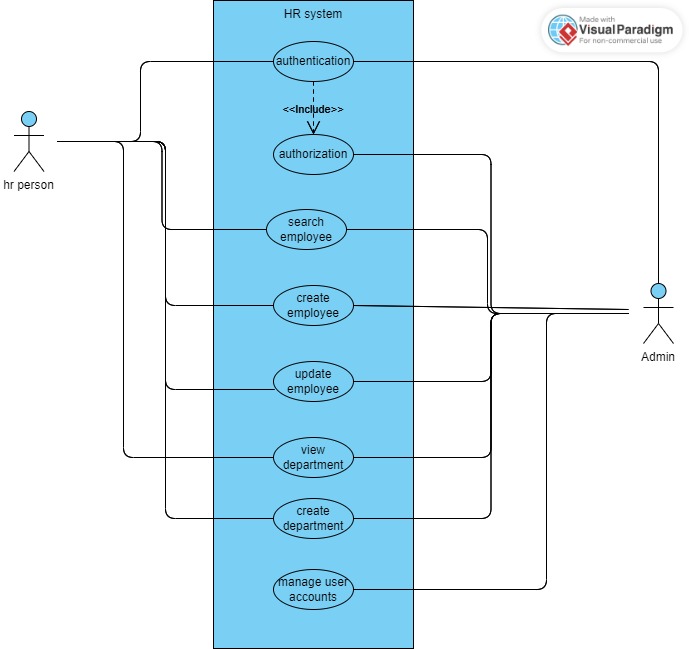 HR system
Made with
Visual Paradigm
For non-commercial use
authentication
<<Include>>
authorization
hr person
search
employee
create
employee
Admin
update
employee
view
department
create
department
manage user
accounts